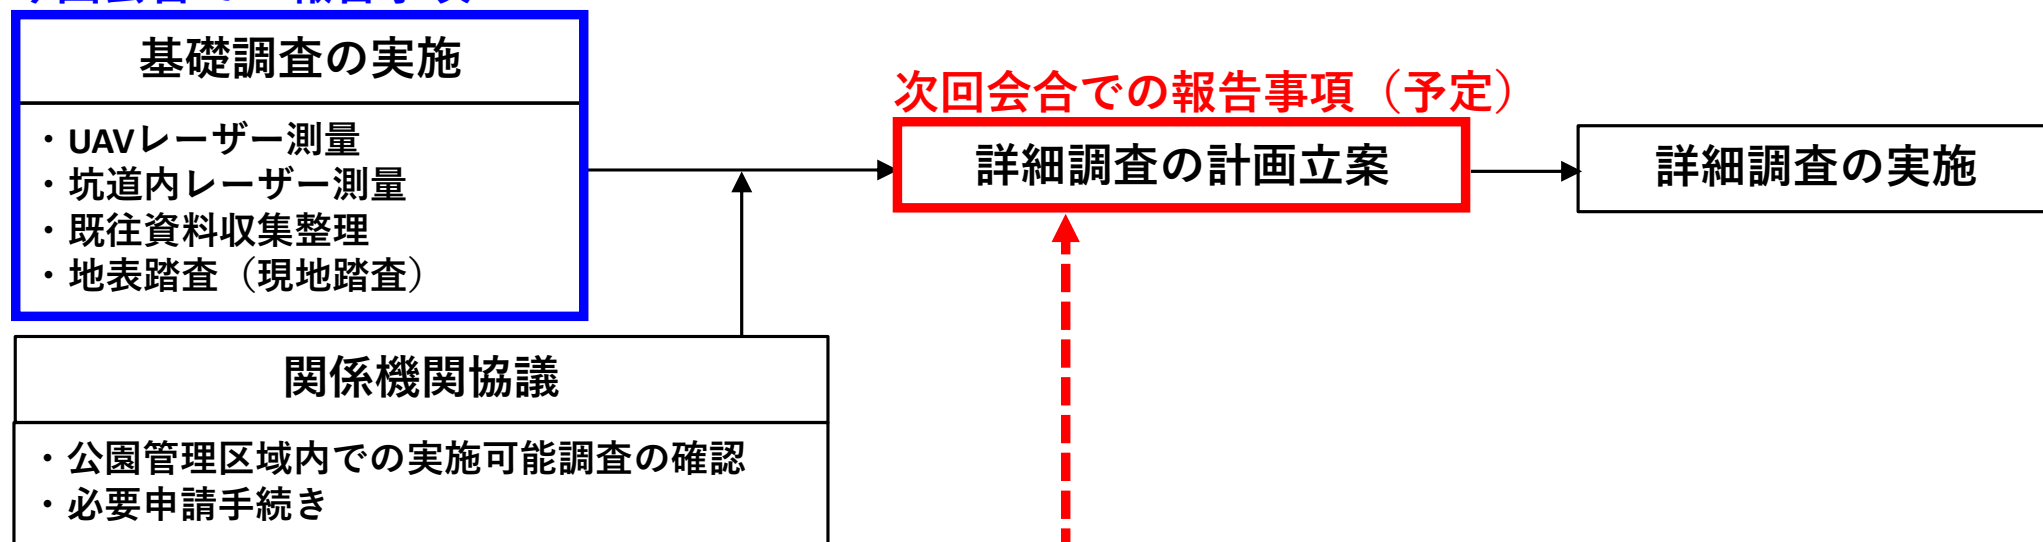 基礎調査の実施
・UAVレーザー測量
・坑道内レーザー測量
・既往資料収集整理
・地表踏査（現地踏査）
関係機関協議
・公園管理区域内での実施可能調査の確認
・必要申請手続き
次回会合での報告事項（予定）
詳細調査の計画立案
詳細調査の実施